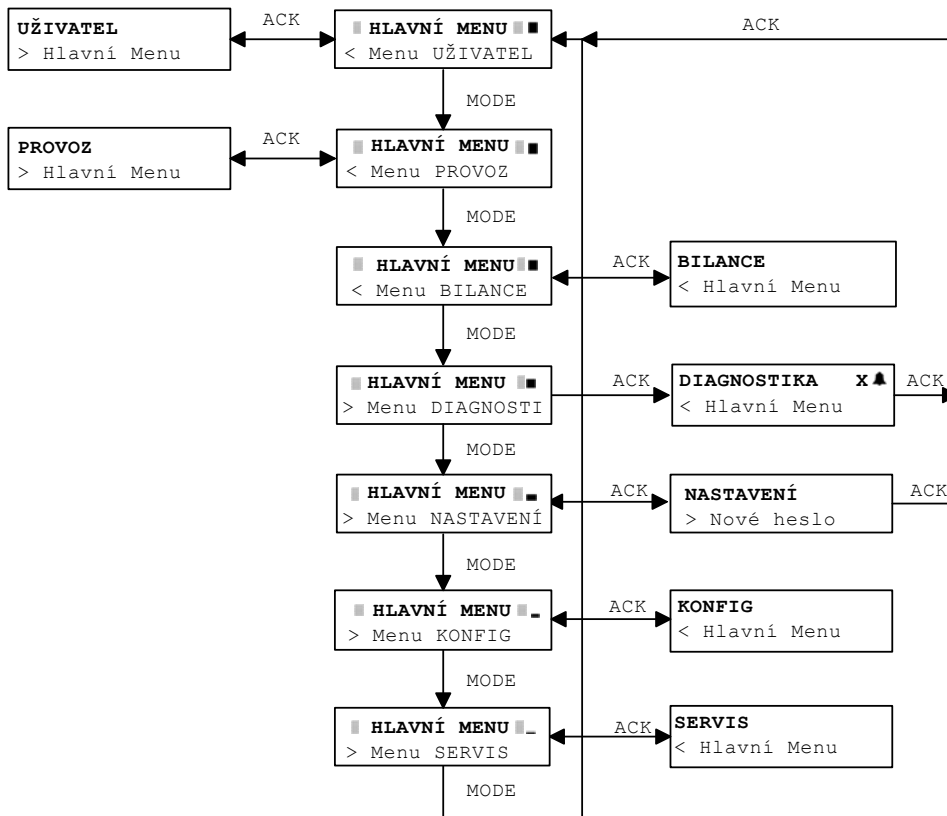 UŽIVATEL
> Hlavní Menu
ACK
HLAVNÍ MENU
< Menu UŽIVATEL
ACK
MODE
PROVOZ
> Hlavní Menu
ACK
HLAVNÍ MENU
< Menu PROVOZ
MODE
HLAVNÍ MENU
< Menu BILANCE
ACK
BILANCE
< Hlavní Menu
MODE
HLAVNÍ MENU
> Menu DIAGNOSTI
ACK
DIAGNOSTIKA X
< Hlavní Menu
ACK
MODE
HLAVNÍ MENU
> Menu NASTAVENÍ
ACK
NASTAVENÍ
> Nové heslo
ACK
MODE
HLAVNÍ MENU
> Menu KONFIG
ACK
KONFIG
< Hlavní Menu
MODE
HLAVNÍ MENU
> Menu SERVIS
ACK
SERVIS
< Hlavní Menu
MODE